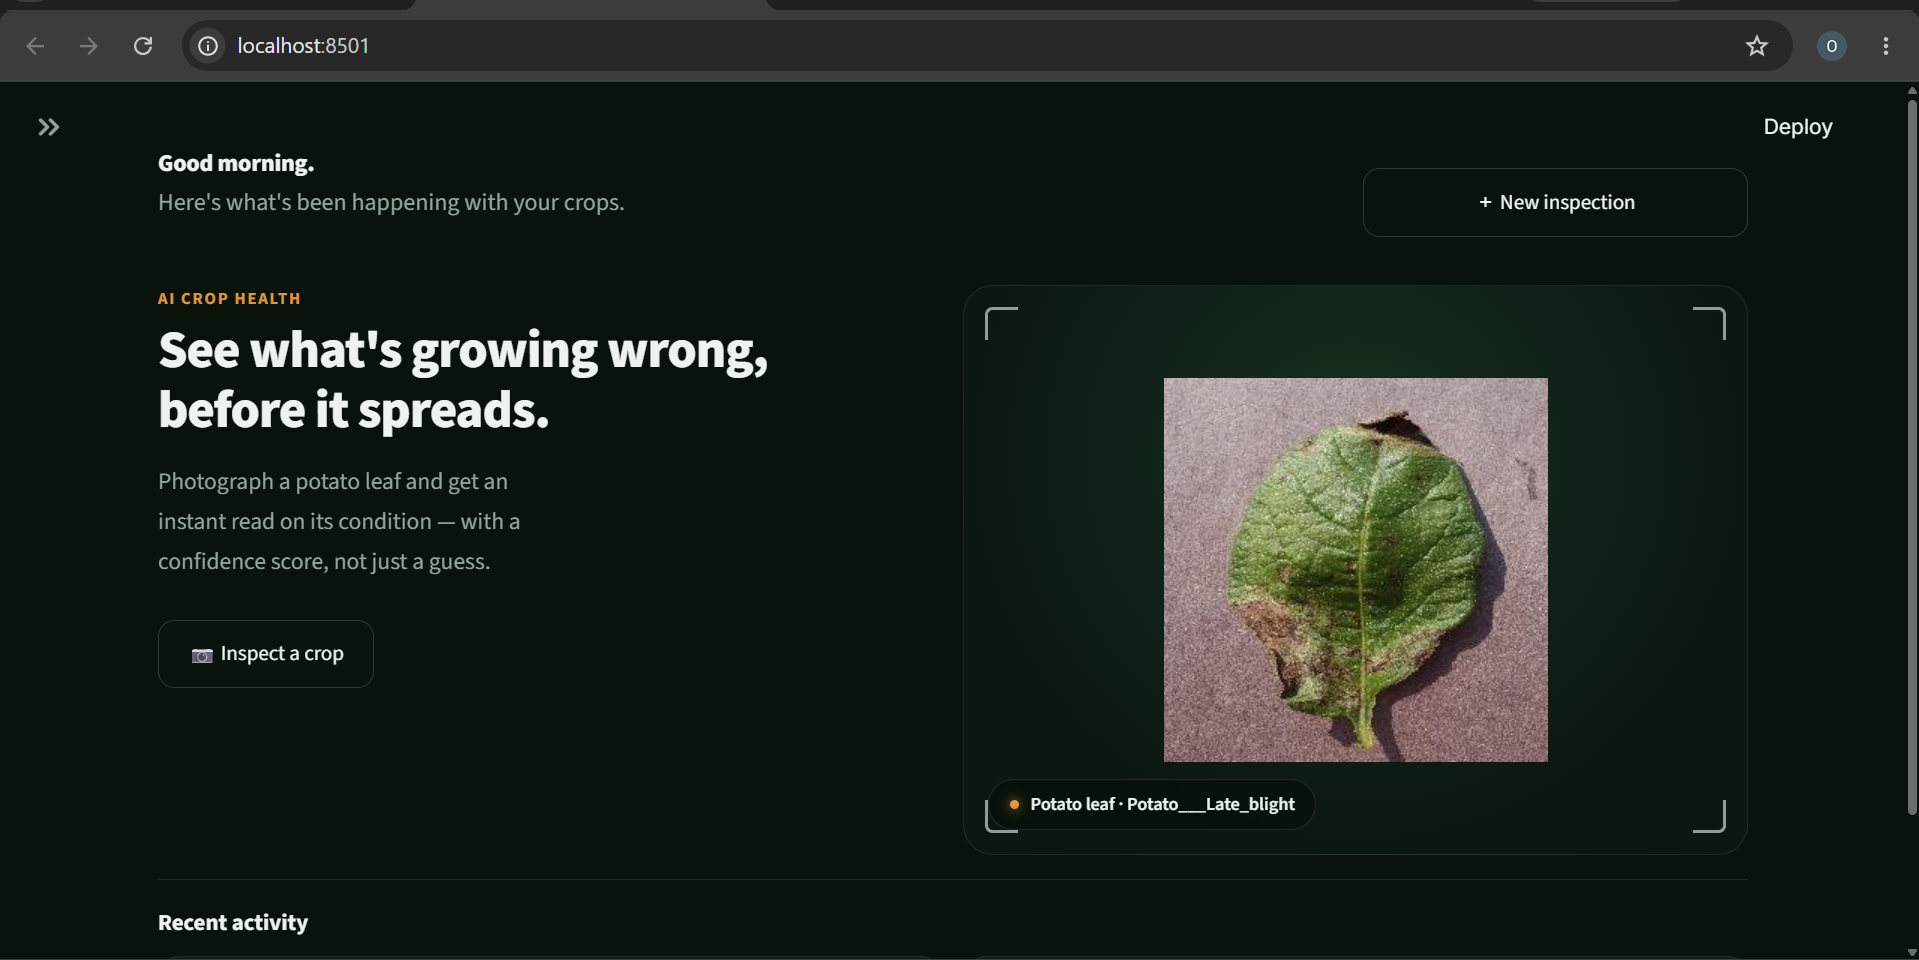 localhost:8501
Deploy
Good morning.
Here's what's been happening with your crops.
+ New inspection
AI CROP HEALTH
See what's growing wrong,
before it spreads.
Photograph a potato leaf and get an
instant read on its condition — with a
confidence score, not just a guess.
📷 Inspect a crop
Potato leaf · Potato___Late_blight
Recent activity
O